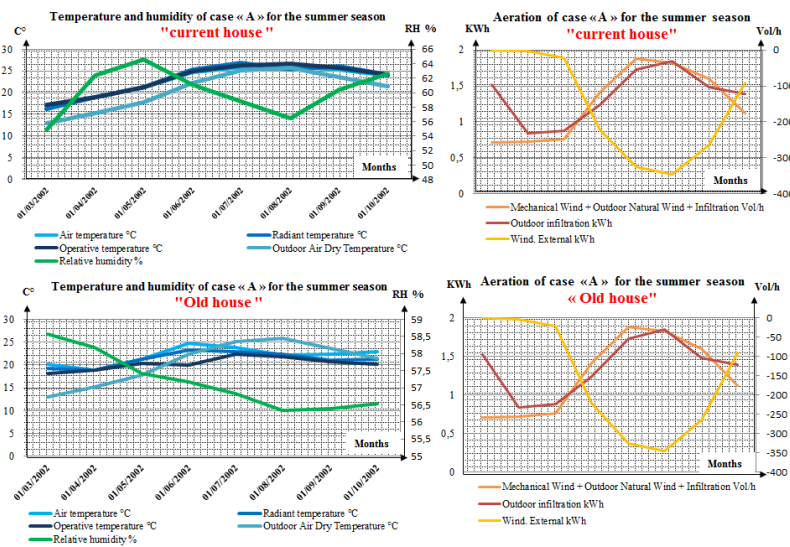 Temperature and humidity of case « A » for the summer season
"current house "
C°
RH %
30
25
20
15
10
5
0
66
64
62
60
58
56
54
52
50
48
Months
01/03/2002
01/04/2002
01/05/2002
01/06/2002
01/07/2002
01/08/2002
01/09/2002
01/10/2002
Air temperature °C
Radiant temperature °C
Operative temperature °C
Outdoor Air Dry Temperature °C
Relative humidity %
Aeration of case «A» for the summer season
"current house"
KWh
Vol/h
2
1,5
1
0,5
0
0
-100
-200
-300
-400
Months
Mechanical Wind + Outdoor Natural Wind + Infiltration Vol/h
Outdoor infiltration kWh
Wind. External kWh
Temperature and humidity of case « A » for the summer season
"Old house "
C°
RH %
30
25
20
15
10
5
0
59
58,5
58
57,5
57
56,5
56
55,5
55
Months
01/03/2002
01/04/2002
01/05/2002
01/06/2002
01/07/2002
01/08/2002
01/09/2002
01/10/2002
Air temperature °C
Radiant temperature °C
Operative temperature °C
Outdoor Air Dry Temperature °C
Relative humidity %
Aeration of case «A » for the summer season
« Old house"
KWh
Vol/h
2
1,5
1
0,5
0
0
-50
-100
-150
-200
-250
-300
-350
-400
Months
Mechanical Wind + Outdoor Natural Wind + Infiltration Vol/h
Outdoor infiltration kWh
Wind. External kWh